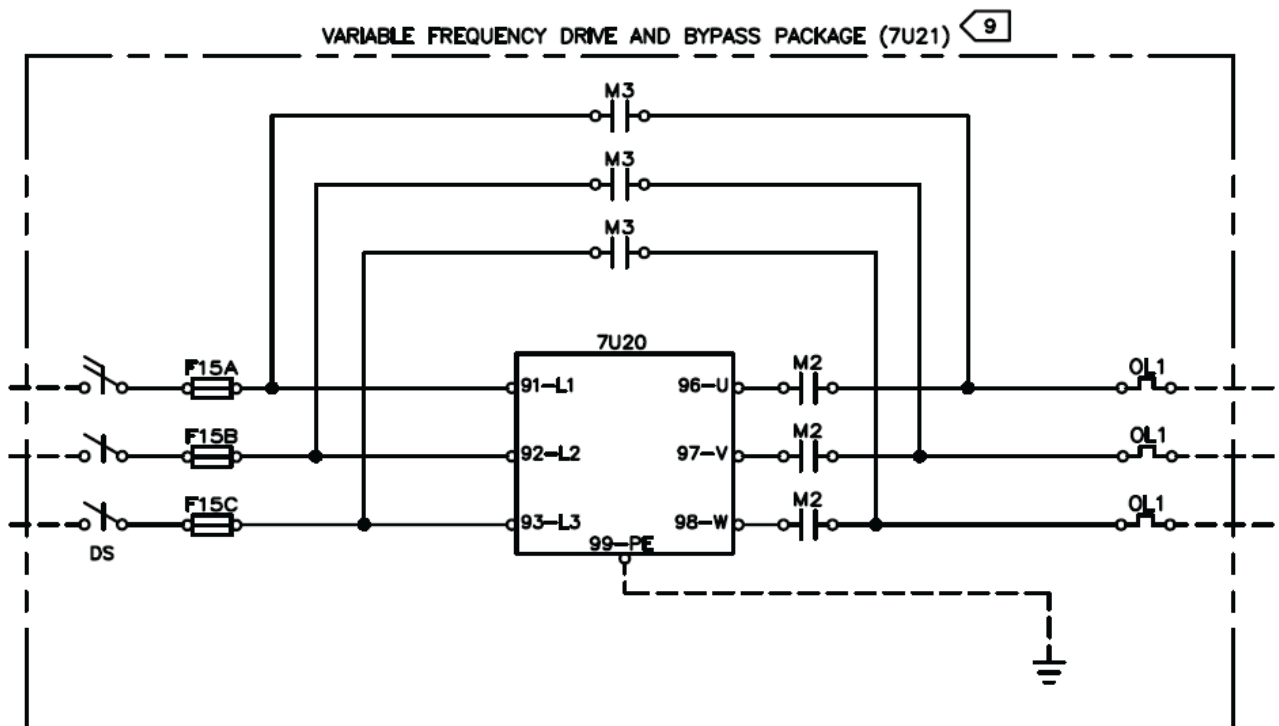 VARIABLE FREQUENCY DRIVE AND BYPASS PACKAGE (7U21) 9
M3
M3
M3
7U20
F15A 91-L1 96-U M2 OL1
F15B 92-L2 97-V M2 OL1
F15C 93-L3 98-W M2 OL1
DS 99-PE